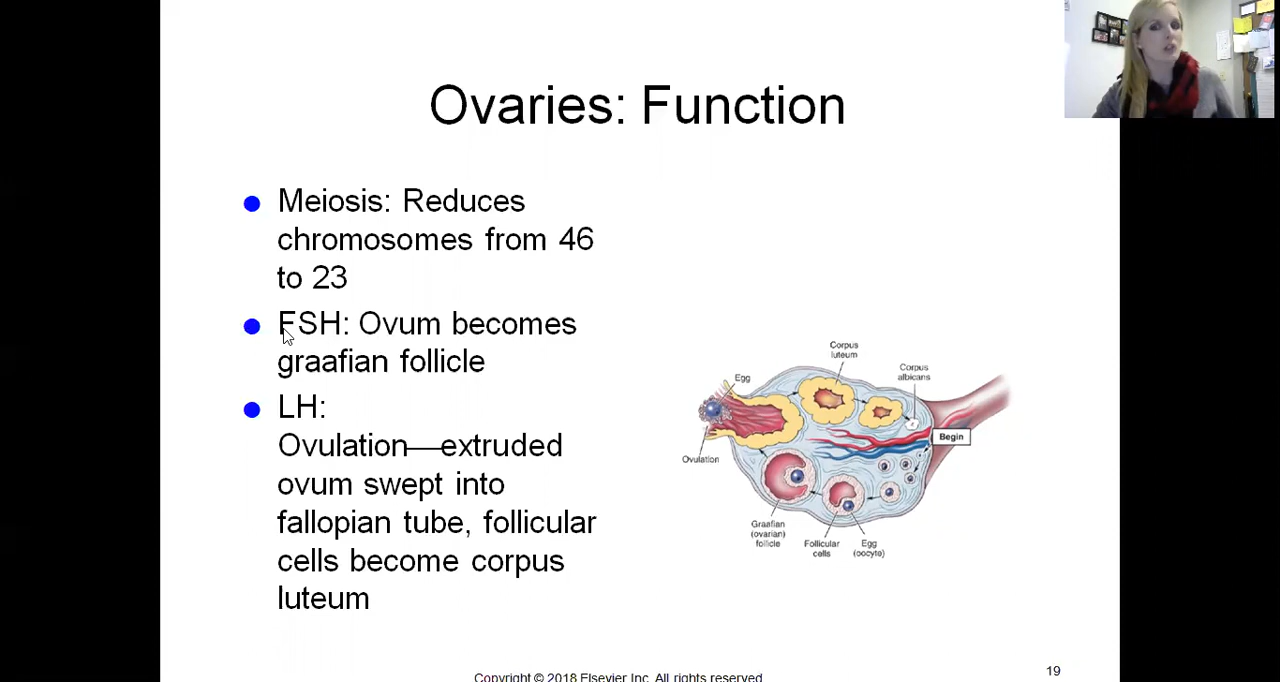 Ovaries: Function
Meiosis: Reduces
chromosomes from 46
to 23
FSH: Ovum becomes
graafian follicle
LH:
Ovulation—extruded
ovum swept into
fallopian tube, follicular
cells become corpus
luteum
Corpus
luteum
Corpus
albicans
Egg
Begin
Ovulation
Graafian
(ovarian)
follicle
Follicular
cells
Egg
(oocyte)
Copyright © 2018 Elsevier Inc. All rights reserved
19